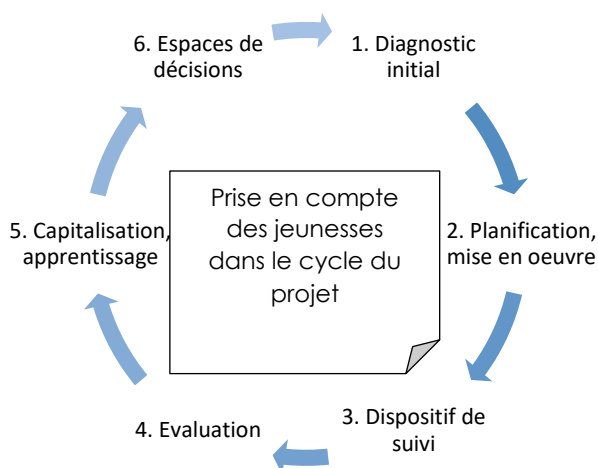 6. Espaces de
décisions
1. Diagnostic
initial
Prise en compte
des jeunesses
dans le cycle du
projet
5. Capitalisation,
apprentissage
2. Planification,
mise en oeuvre
4. Evaluation
3. Dispositif de
suivi